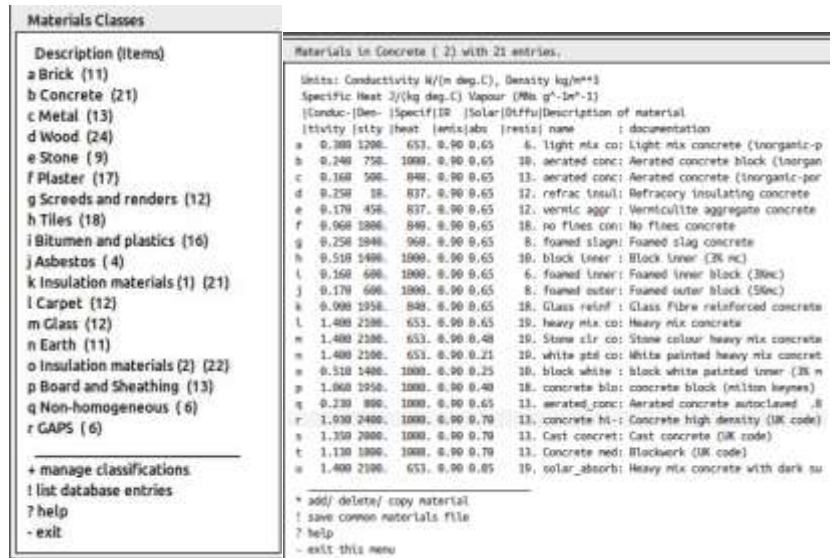 Materials Classes
Description (Items)
a Brick (11)
b Concrete (21)
c Metal (13)
d Wood (24)
e Stone ( 9)
f Plaster (17)
g Screeds and renders (12)
h Tiles (18)
i Bitumen and plastics (16)
j Asbestos ( 4)
k Insulation materials (1) (21)
l Carpet (12)
m Glass (12)
n Earth (11)
o Insulation materials (2) (22)
p Board and Sheathing (13)
q Non-homogeneous ( 6)
r GAPS ( 6)
+ manage classifications
! list database entries
? help
- exit
Materials in Concrete ( 2) with 21 entries.
Units: Conductivity W/(m deg.C), Density kg/m**3
Specific Heat J/(kg deg.C) Vapour (MNs g^-1m^-1)
|Conduc-|Den- |Specif|IR |Solar|Diffu|Description of material
|tivity |sity |heat |emis|abs |resis| name : documentation
a 0.380 1200. 653. 0.90 0.65 6. light mix co: Light mix concrete (inorganic-p
b 0.240 750. 1000. 0.90 0.65 10. aerated conc: Aerated concrete block (inorgan
c 0.160 500. 840. 0.90 0.65 13. aerated conc: Aerated concrete (inorganic-por
d 0.250 10. 837. 0.90 0.65 12. refrac insul: Refracory insulating concrete
e 0.170 450. 837. 0.90 0.65 12. vermic aggr : Vermiculite aggregate concrete
f 0.960 1800. 840. 0.90 0.65 18. no fines con: No fines concrete
g 0.250 1040. 960. 0.90 0.65 8. foamed slagm: Foamed slag concrete
h 0.510 1400. 1000. 0.90 0.65 10. block inner : Block inner (3% mc)
i 0.160 600. 1000. 0.90 0.65 6. foamed inner: Foamed inner block (3%mc)
j 0.170 600. 1000. 0.90 0.65 8. foamed outer: Foamed outer block (5%mc)
k 0.900 1950. 840. 0.90 0.65 18. Glass reinf : Glass Fibre reinforced concrete
l 1.400 2100. 653. 0.90 0.65 19. heavy mix co: Heavy mix concrete
m 1.400 2100. 653. 0.90 0.40 19. Stone clr co: Stone colour heavy mix concrete
n 1.400 2100. 653. 0.90 0.21 19. white ptd co: White painted heavy mix concret
o 0.510 1400. 1000. 0.90 0.25 10. block white : block white painted inner (3% m
p 1.060 1950. 1000. 0.90 0.40 18. concrete blo: concrete block (milton keynes)
q 0.230 800. 1000. 0.90 0.65 13. aerated_conc: Aerated concrete autoclaved .8
r 1.930 2400. 1000. 0.90 0.70 13. concrete hi-: Concrete high density (UK code)
s 1.350 2000. 1000. 0.90 0.70 13. Cast concret: Cast concrete (UK code)
t 1.130 1800. 1000. 0.90 0.70 13. Concrete med: Blockwork (UK code)
u 1.400 2100. 653. 0.90 0.85 19. solar_absorb: Heavy mix concrete with dark su
* add/ delete/ copy material
! save common materials file
? help
- exit this menu